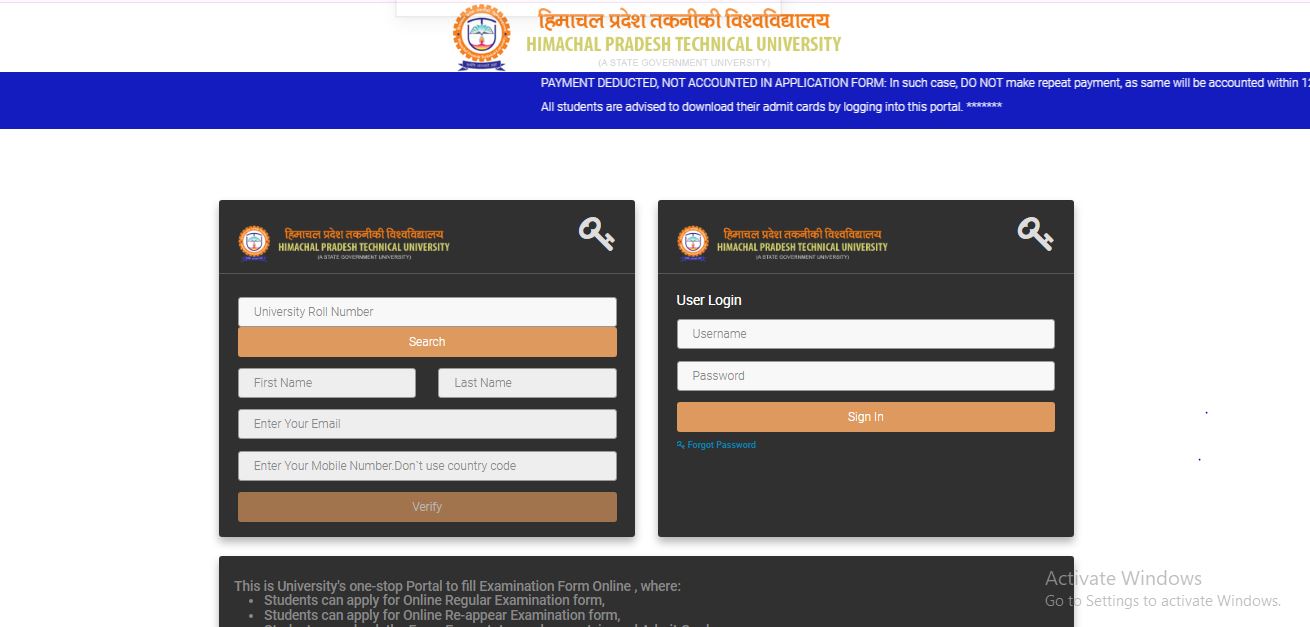 हिमाचल प्रदेश तकनीकी विश्वविद्यालय
HIMACHAL PRADESH TECHNICAL UNIVERSITY
(A STATE GOVERNMENT UNIVERSITY)
PAYMENT DEDUCTED, NOT ACCOUNTED IN APPLICATION FORM: In such case, DO NOT make repeat payment, as same will be accounted within
All students are advised to download their admit cards by logging into this portal. *******
हिमाचल प्रदेश तकनीकी विश्वविद्यालय
HIMACHAL PRADESH TECHNICAL UNIVERSITY
(A STATE GOVERNMENT UNIVERSITY)
University Roll Number
Search
First Name Last Name
Enter Your Email
Enter Your Mobile Number.Don`t use country code
Verify
हिमाचल प्रदेश तकनीकी विश्वविद्यालय
HIMACHAL PRADESH TECHNICAL UNIVERSITY
(A STATE GOVERNMENT UNIVERSITY)
User Login
Username
Password
Sign In
Forgot Password
This is University's one-stop Portal to fill Examination Form Online , where:
• Students can apply for Online Regular Examination form,
• Students can apply for Online Re-appear Examination form,
Activate Windows
Go to Settings to activate Windows.